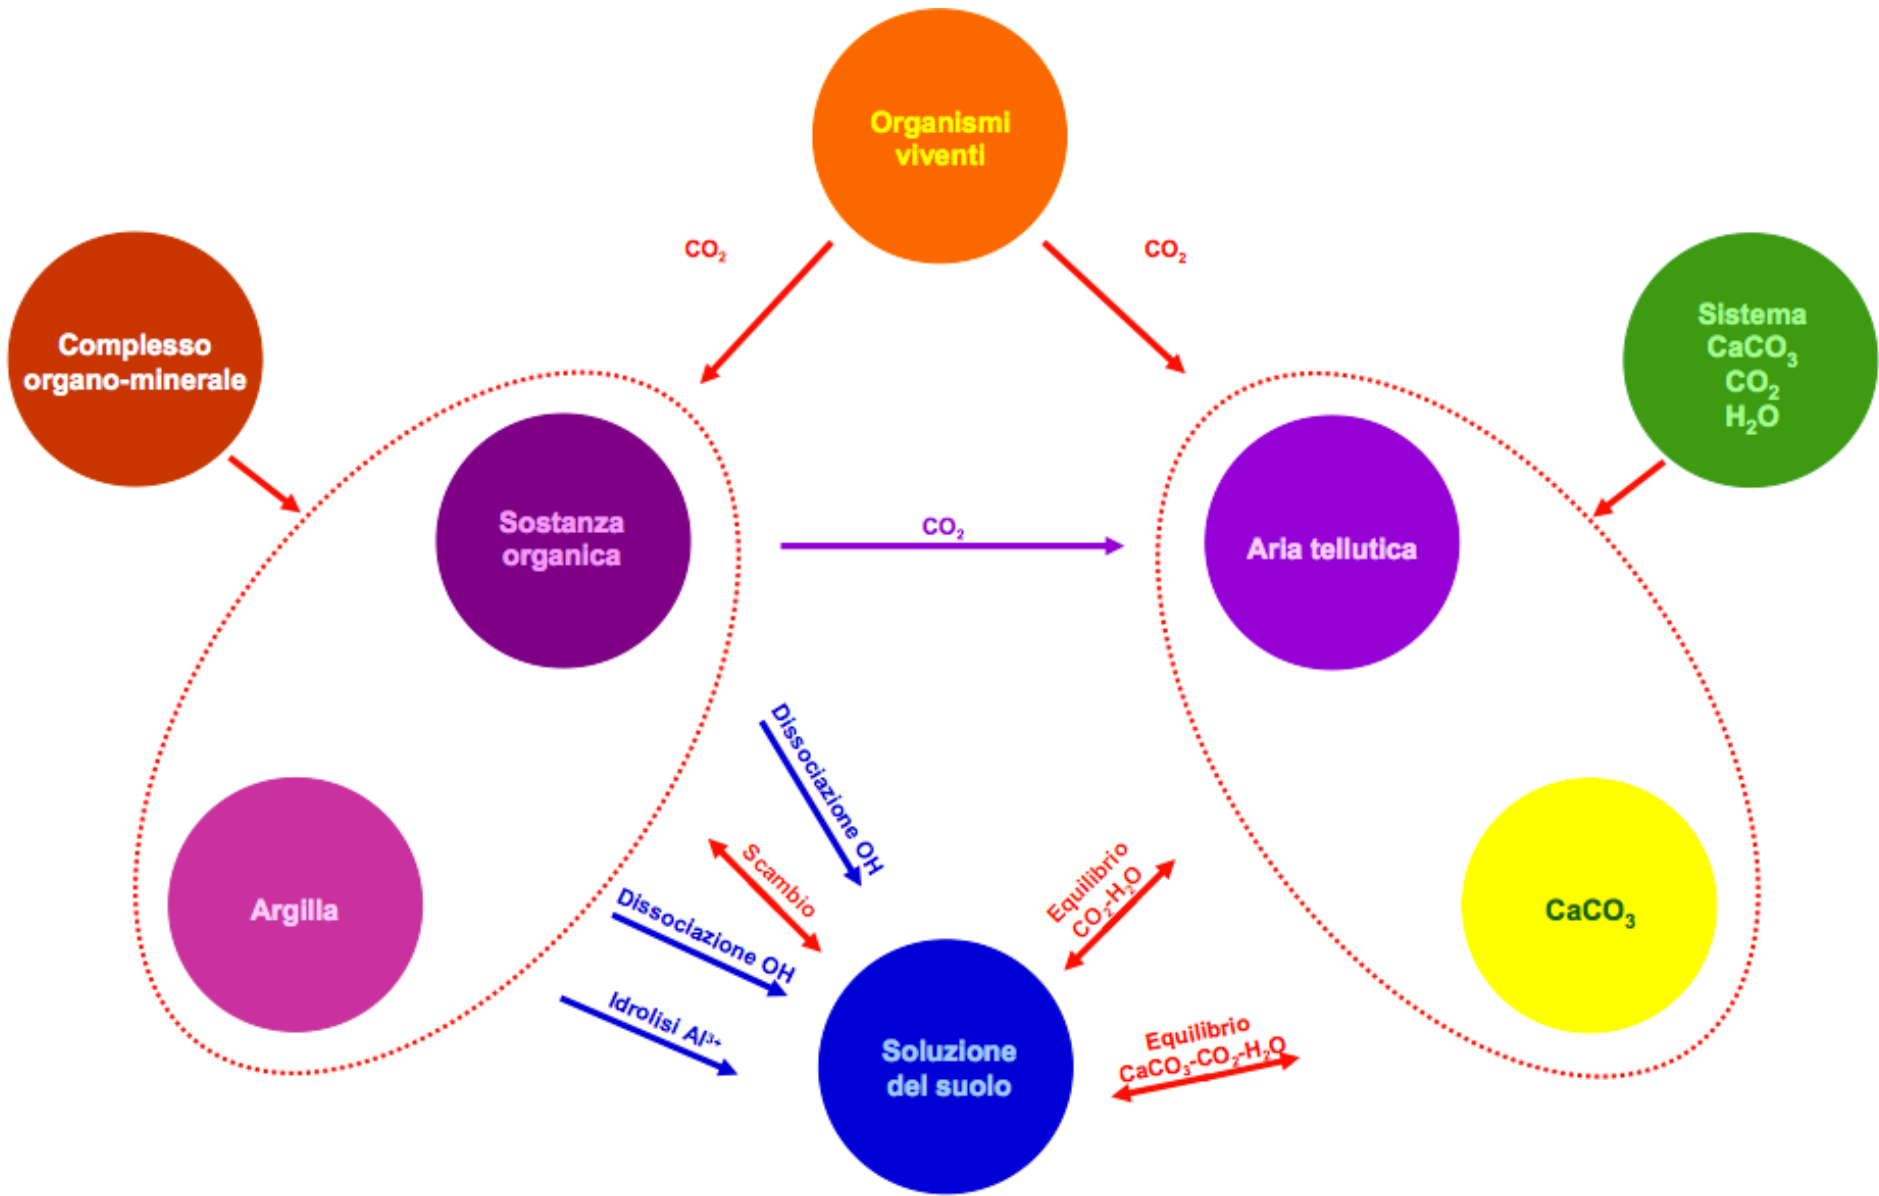 Organismi
viventi
CO₂
CO₂
Complesso
organo-minerale
Sistema
CaCO₃
CO₂
H₂O
Sostanza
organica
CO₂
Aria tellutica
Dissociazione OH
Scambio
Dissociazione OH
Idrolisi Al³⁺
Argilla
Equilibrio
CO₂-H₂O
CaCO₃
Soluzione
del suolo
Equilibrio
CaCO₃-CO₂-H₂O